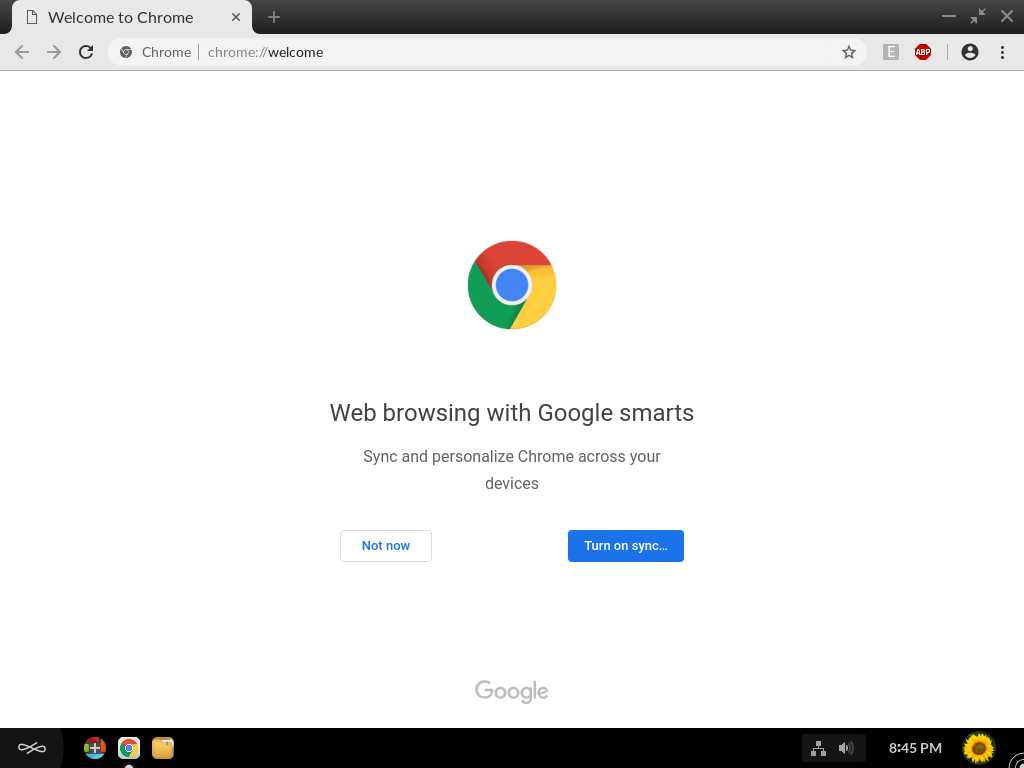 Welcome to Chrome
Chrome chrome://welcome
E
ABP
Web browsing with Google smarts
Sync and personalize Chrome across your
devices
Not now
Turn on sync...
Google
8:45 PM